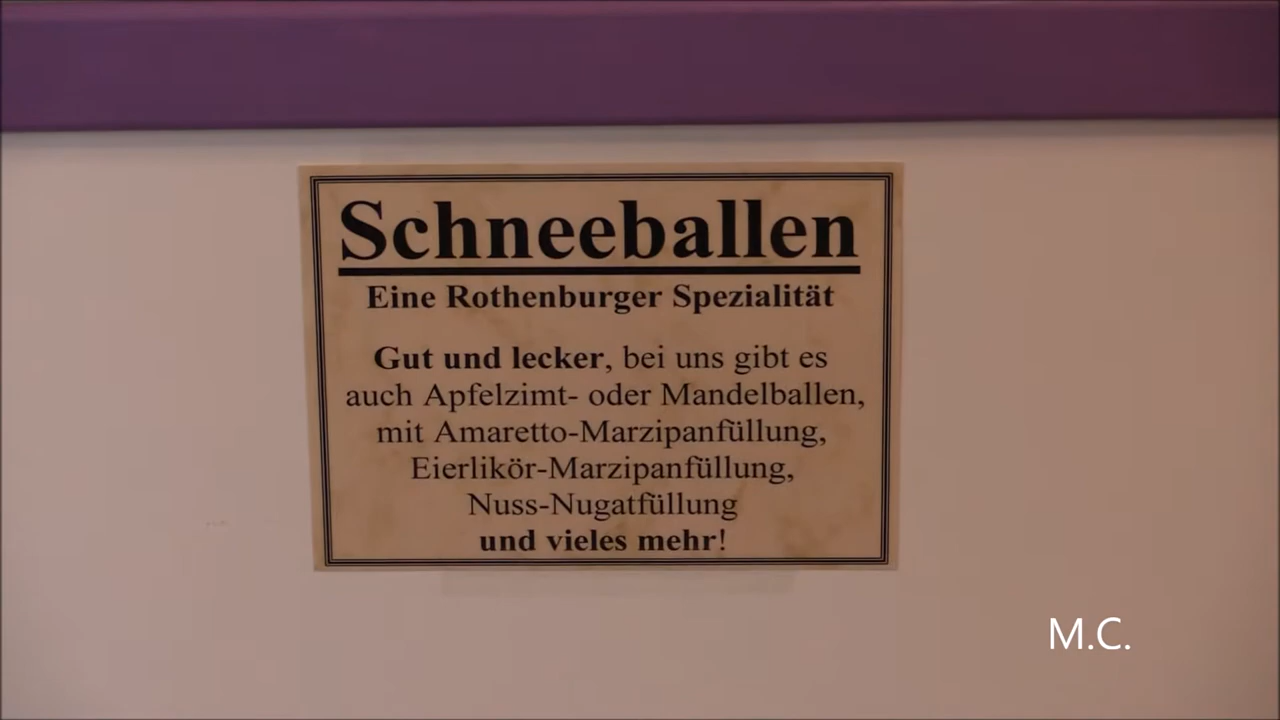 Schneeballen
Eine Rothenburger Spezialität
Gut und lecker, bei uns gibt es
auch Apfelzimt- oder Mandelballen,
mit Amaretto-Marzipanfüllung,
Eierlikör-Marzipanfüllung,
Nuss-Nugatfüllung
und vieles mehr!
M.C.